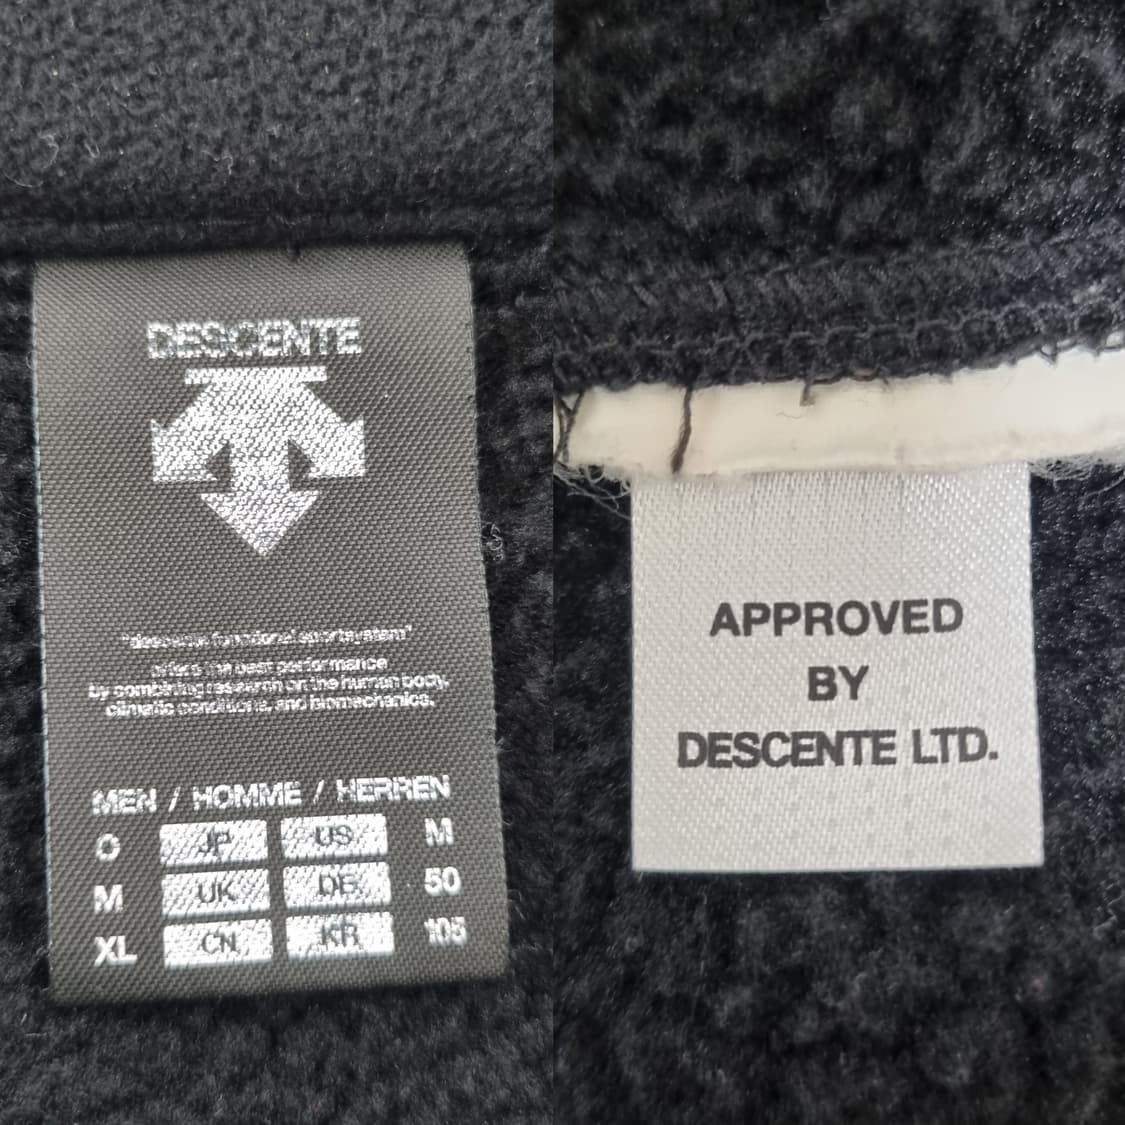 DESCENTE
"descente functional sportsystem"
offers the best performance
by combining research on the human body,
climatic conditions, and biomechanics.
MEN / HOMME / HERREN
O JP US M
M UK DE 50
XL CN KR 105
APPROVED
BY
DESCENTE LTD.